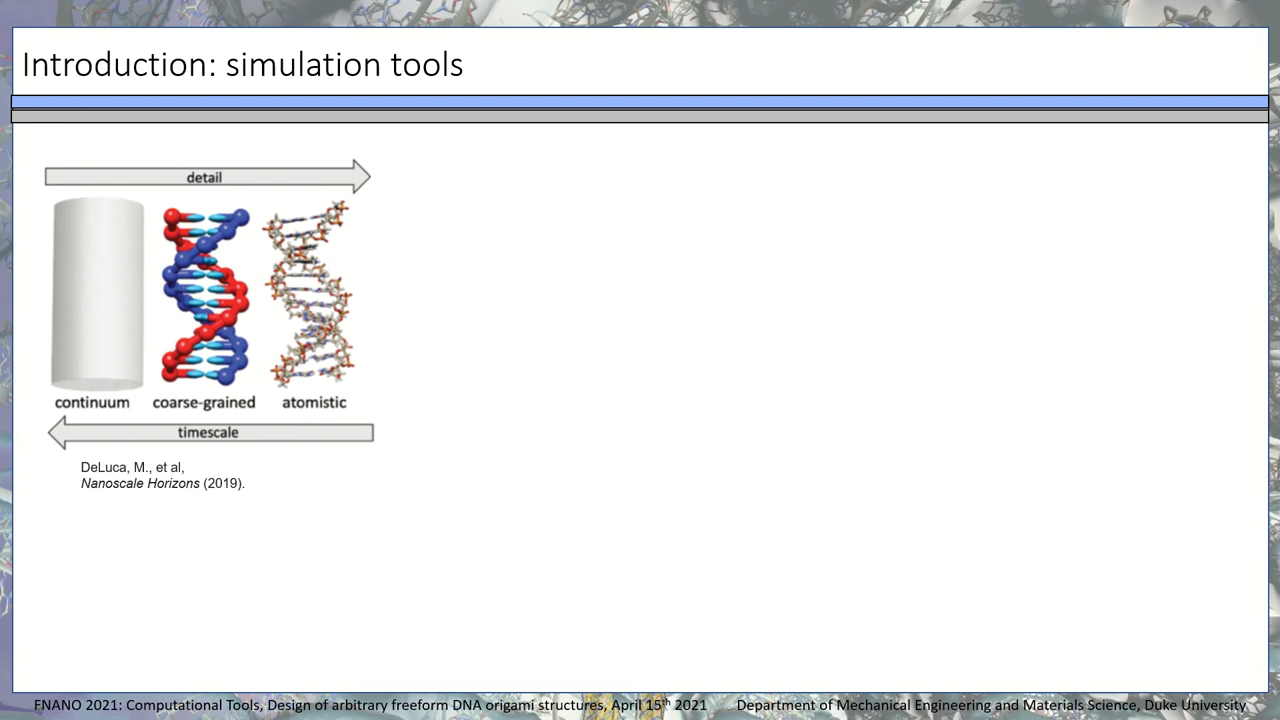 Introduction: simulation tools
detail
continuum coarse-grained atomistic
timescale
DeLuca, M., et al,
Nanoscale Horizons (2019).
FNANO 2021: Computational Tools, Design of arbitrary freeform DNA origami structures, April 15th 2021 Department of Mechanical Engineering and Materials Science, Duke University